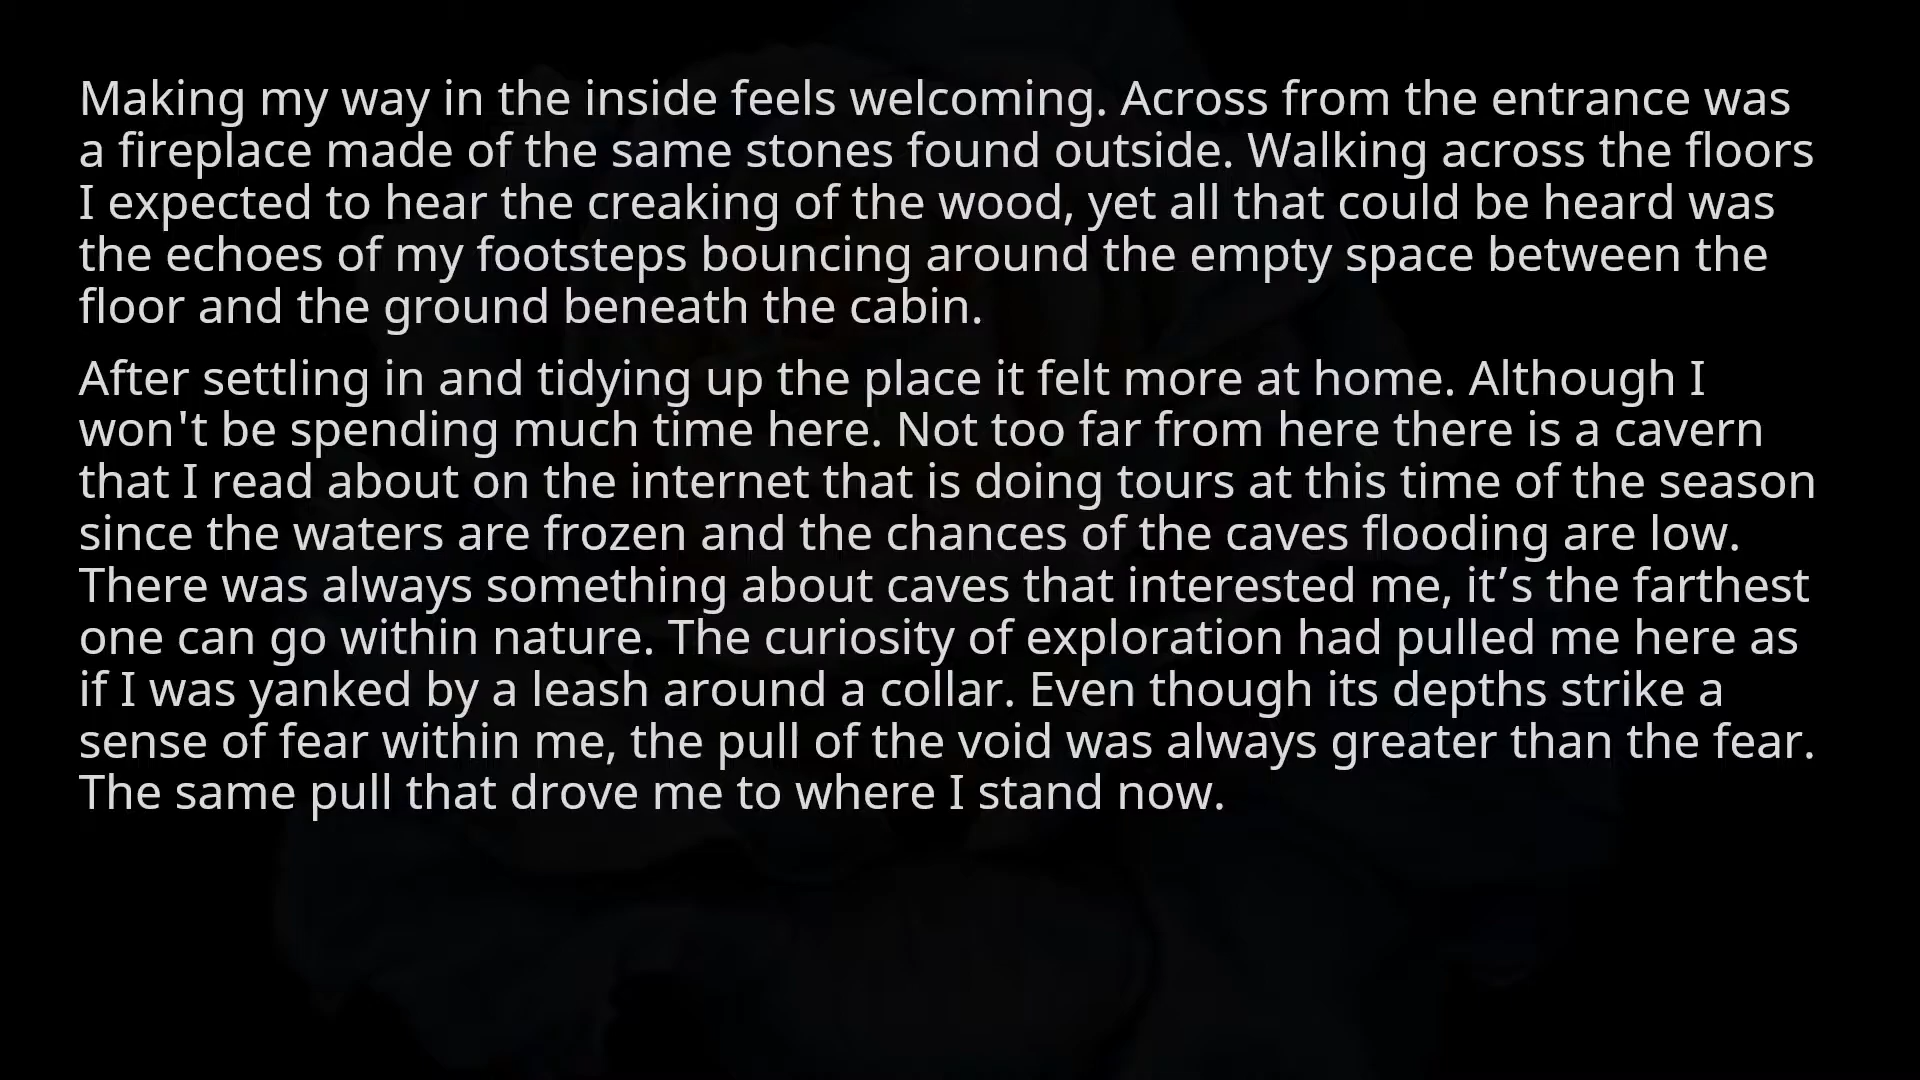 Making my way in the inside feels welcoming. Across from the entrance was
a fireplace made of the same stones found outside. Walking across the floors
I expected to hear the creaking of the wood, yet all that could be heard was
the echoes of my footsteps bouncing around the empty space between the
floor and the ground beneath the cabin.
After settling in and tidying up the place it felt more at home. Although I
won't be spending much time here. Not too far from here there is a cavern
that I read about on the internet that is doing tours at this time of the season
since the waters are frozen and the chances of the caves flooding are low.
There was always something about caves that interested me, it’s the farthest
one can go within nature. The curiosity of exploration had pulled me here as
if I was yanked by a leash around a collar. Even though its depths strike a
sense of fear within me, the pull of the void was always greater than the fear.
The same pull that drove me to where I stand now.